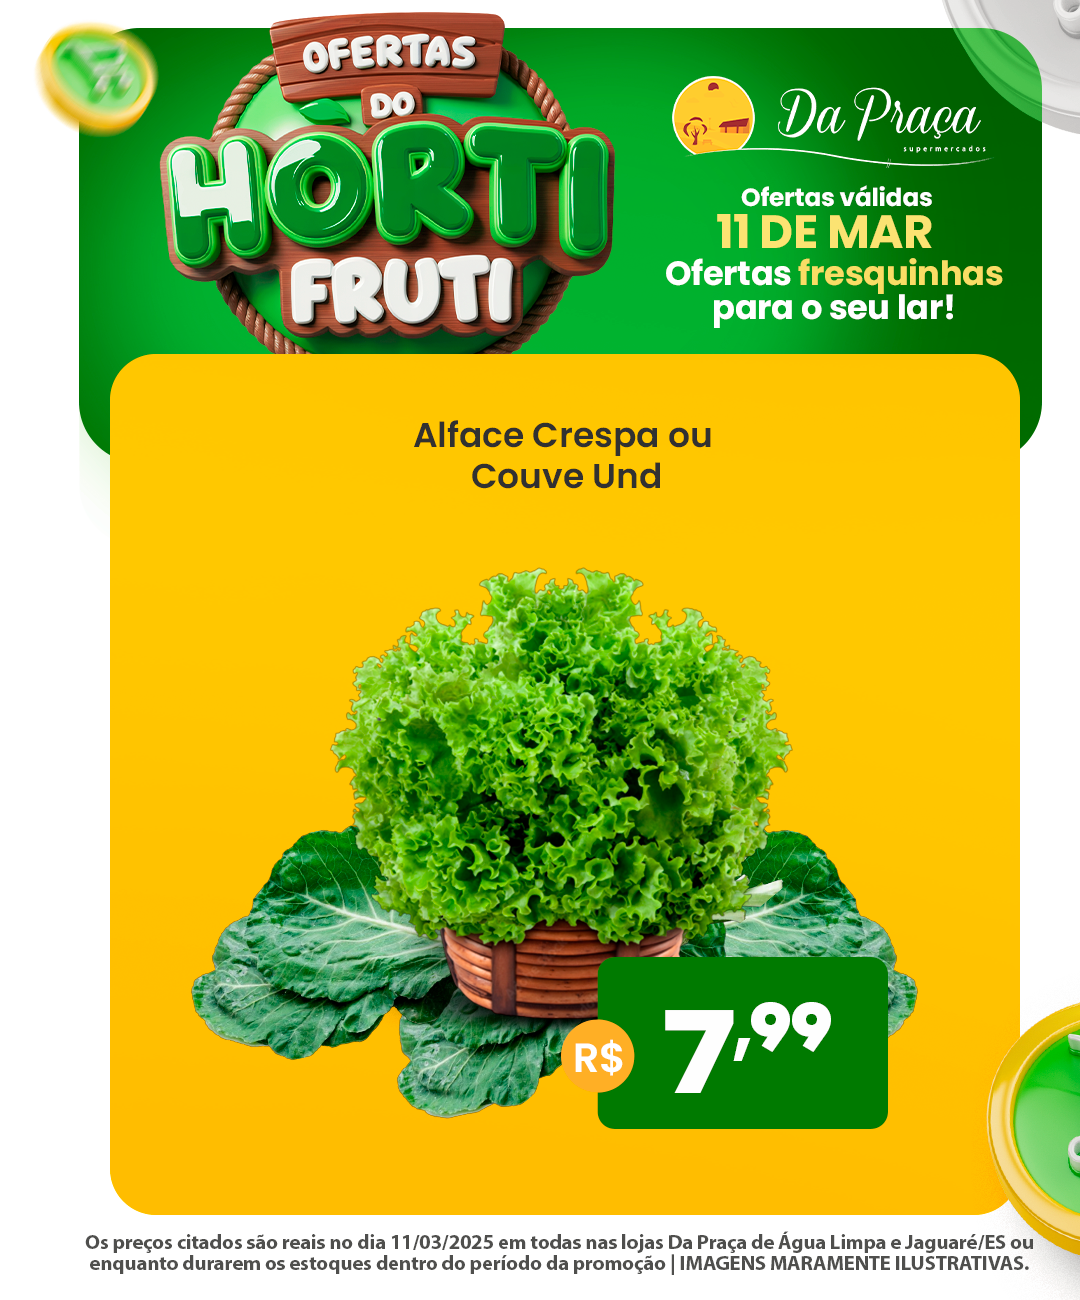 OFERTAS
DO
HORTI
FRUTI
Da Praça
supermercados
Ofertas válidas
11 DE MAR
Ofertas fresquinhas
para o seu lar!
Alface Crespa ou
Couve Und
R$ 7,99
Os preços citados são reais no dia 11/03/2025 em todas nas lojas Da Praça de Água Limpa e Jaguaré/ES ou
enquanto durarem os estoques dentro do período da promoção | IMAGENS MARAMENTE ILUSTRATIVAS.